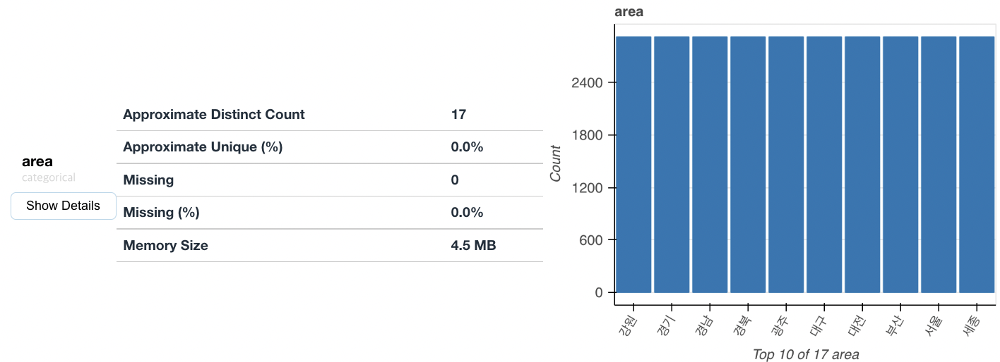 area
categorical
Show Details
Approximate Distinct Count 17
Approximate Unique (%) 0.0%
Missing 0
Missing (%) 0.0%
Memory Size 4.5 MB
area
Count
2400
1800
1200
600
0
강원 경기 경남 경북 광주 대구 대전 부산 서울 세종
Top 10 of 17 area